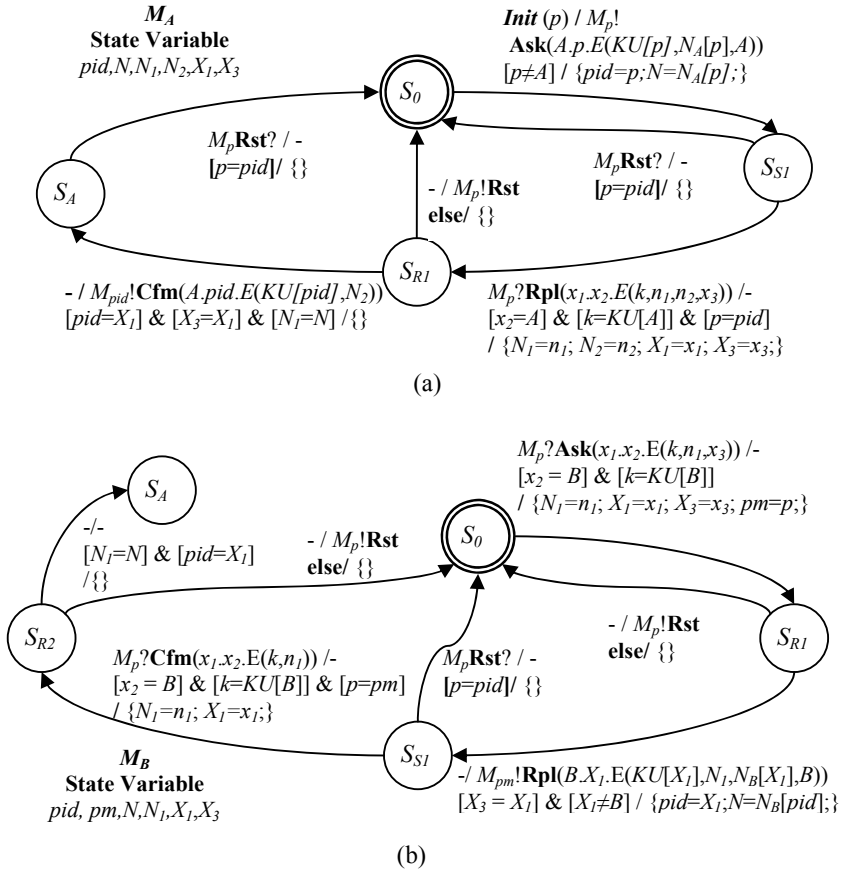 M_A
State Variable
pid,N,N_1,N_2,X_1,X_3
Init (p) / M_p!
Ask(A.p.E(KU[p],N_A[p],A))
[p≠A] / {pid=p;N=N_A[p];}
S_0
M_pRst? / -
[p=pid]/ {}
M_pRst? / -
[p=pid]/ {}
S_S1
S_A
- / M_p!Rst
else/ {}
S_R1
- / M_pid!Cfm(A.pid.E(KU[pid],N_2))
[pid=X_1] & [X_3=X_1] & [N_1=N] /{}
M_p?Rpl(x_1.x_2.E(k,n_1,n_2,x_3)) /-
[x_2=A] & [k=KU[A]] & [p=pid]
/ {N_1=n_1; N_2=n_2; X_1=x_1; X_3=x_3;}
(a)
M_p?Ask(x_1.x_2.E(k,n_1,x_3)) /-
[x_2 = B] & [k=KU[B]]
/ {N_1=n_1; X_1=x_1; X_3=x_3; pm=p;}
S_A
-/-
[N_1=N] & [pid=X_1]
/{}
- / M_p!Rst
else/ {}
S_0
- / M_p!Rst
else/ {}
S_R2
S_R1
M_p?Cfm(x_1.x_2.E(k,n_1)) /-
[x_2 = B] & [k=KU[B]] & [p=pm]
/ {N_1=n_1; X_1=x_1;}
M_pRst? / -
[p=pid]/ {}
S_S1
M_B
State Variable
pid, pm,N,N_1,X_1,X_3
-/ M_pm!Rpl(B.X_1.E(KU[X_1],N_1,N_B[X_1],B))
[X_3 = X_1] & [X_1≠B] / {pid=X_1;N=N_B[pid];}
(b)